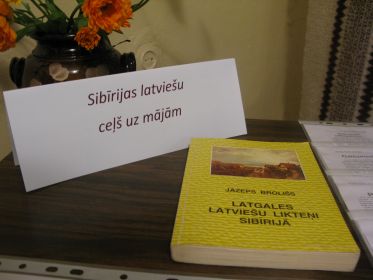 Sibīrijas latviešu
ceļš uz mājām
JĀZEPS BROLIŠS
LATGALES
LATVIEŠU LIKTEŅI
SIBĪRIJĀ